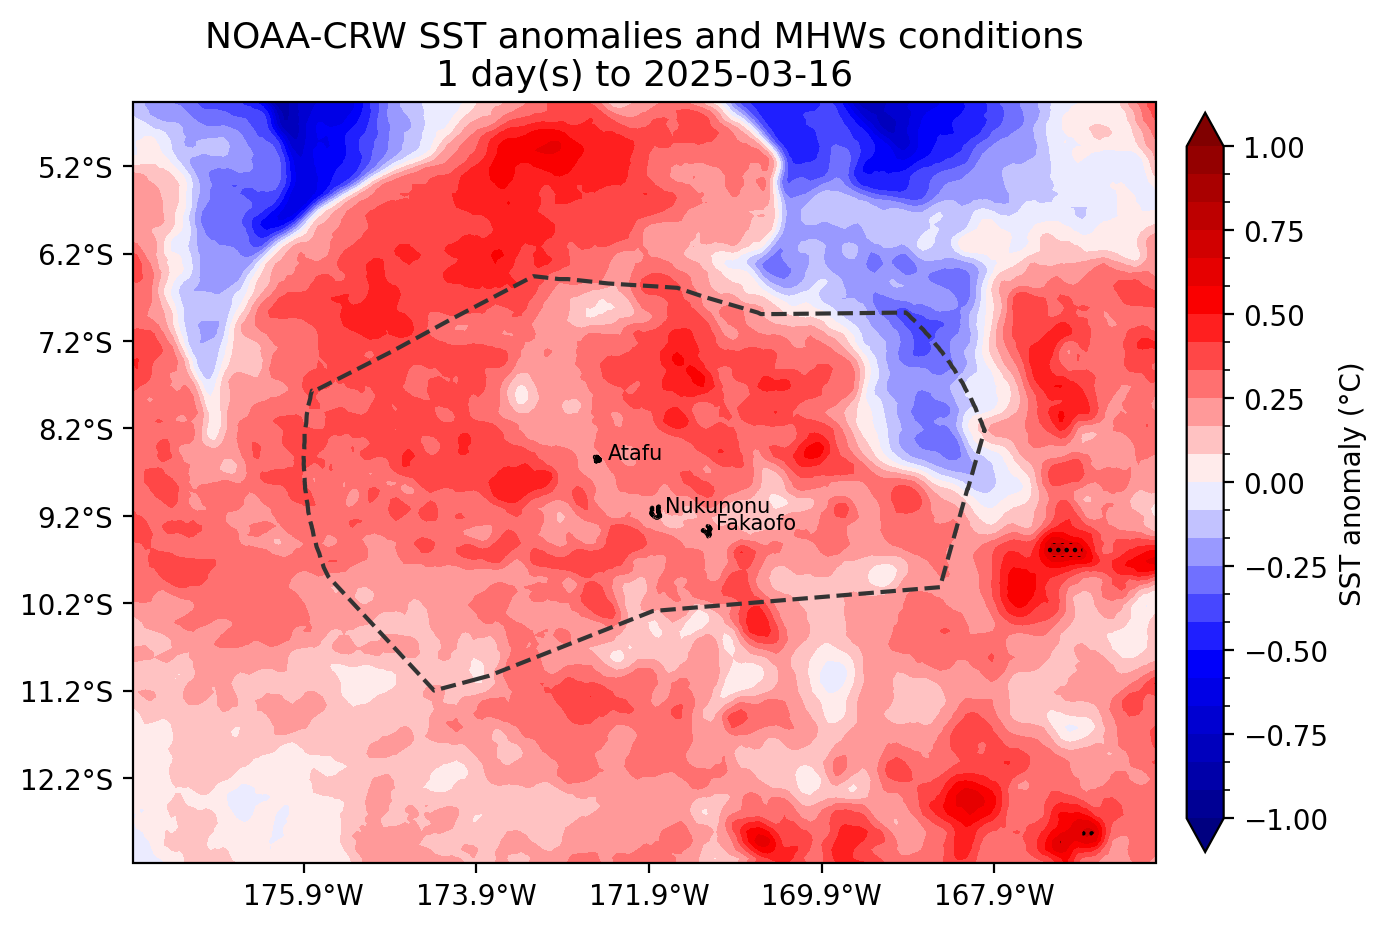 NOAA-CRW SST anomalies and MHWs conditions
1 day(s) to 2025-03-16
5.2°S
6.2°S
7.2°S
8.2°S
9.2°S
10.2°S
11.2°S
12.2°S
Atafu
Nukunonu
Fakaofo
175.9°W
173.9°W
171.9°W
169.9°W
167.9°W
1.00
0.75
0.50
0.25
0.00
−0.25
−0.50
−0.75
−1.00
SST anomaly (°C)